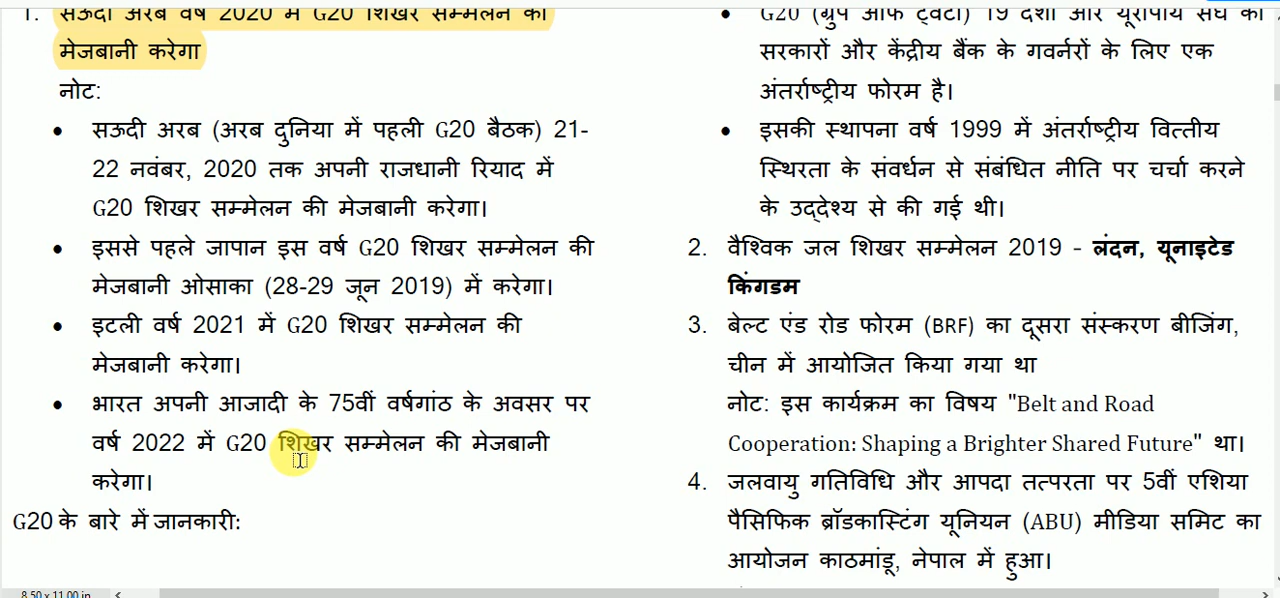 1. सऊदी अरब वर्ष 2020 में G20 शिखर सम्मेलन की
मेजबानी करेगा
नोट:
• सऊदी अरब (अरब दुनिया में पहली G20 बैठक) 21-
22 नवंबर, 2020 तक अपनी राजधानी रियाद में
G20 शिखर सम्मेलन की मेजबानी करेगा।
• इससे पहले जापान इस वर्ष G20 शिखर सम्मेलन की
मेजबानी ओसाका (28-29 जून 2019) में करेगा।
• इटली वर्ष 2021 में G20 शिखर सम्मेलन की
मेजबानी करेगा।
• भारत अपनी आजादी के 75वीं वर्षगांठ के अवसर पर
वर्ष 2022 में G20 शिखर सम्मेलन की मेजबानी
करेगा।
G20 के बारे में जानकारी:
• G20 (ग्रुप ऑफ ट्वेंटी) 19 देशों और यूरोपीय संघ की
सरकारों और केंद्रीय बैंक के गवर्नरों के लिए एक
अंतर्राष्ट्रीय फोरम है।
• इसकी स्थापना वर्ष 1999 में अंतर्राष्ट्रीय वित्तीय
स्थिरता के संवर्धन से संबंधित नीति पर चर्चा करने
के उद्देश्य से की गई थी।
2. वैश्विक जल शिखर सम्मेलन 2019 - लंदन, यूनाइटेड
किंगडम
3. बेल्ट एंड रोड फोरम (BRF) का दूसरा संस्करण बीजिंग,
चीन में आयोजित किया गया था
नोट: इस कार्यक्रम का विषय "Belt and Road
Cooperation: Shaping a Brighter Shared Future" था।
4. जलवायु गतिविधि और आपदा तत्परता पर 5वीं एशिया
पैसिफिक ब्रॉडकास्टिंग यूनियन (ABU) मीडिया समिट का
आयोजन काठमांडू, नेपाल में हुआ।
8.50 x 11.00 in